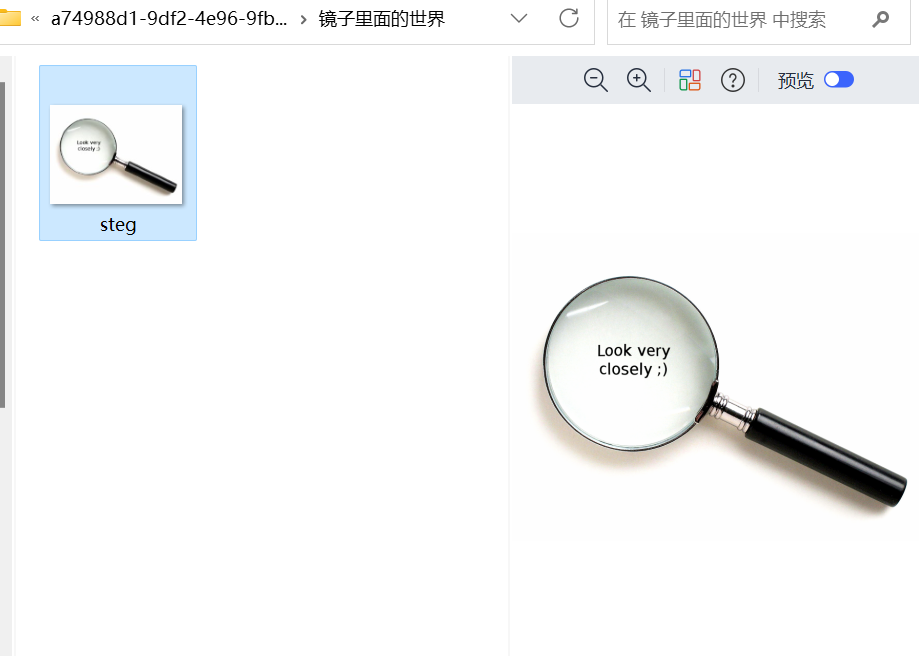 « a74988d1-9df2-4e96-9fb... › 镜子里面的世界
在 镜子里面的世界 中搜索
预览
Look very
closely ;)
steg
Look very
closely ;)